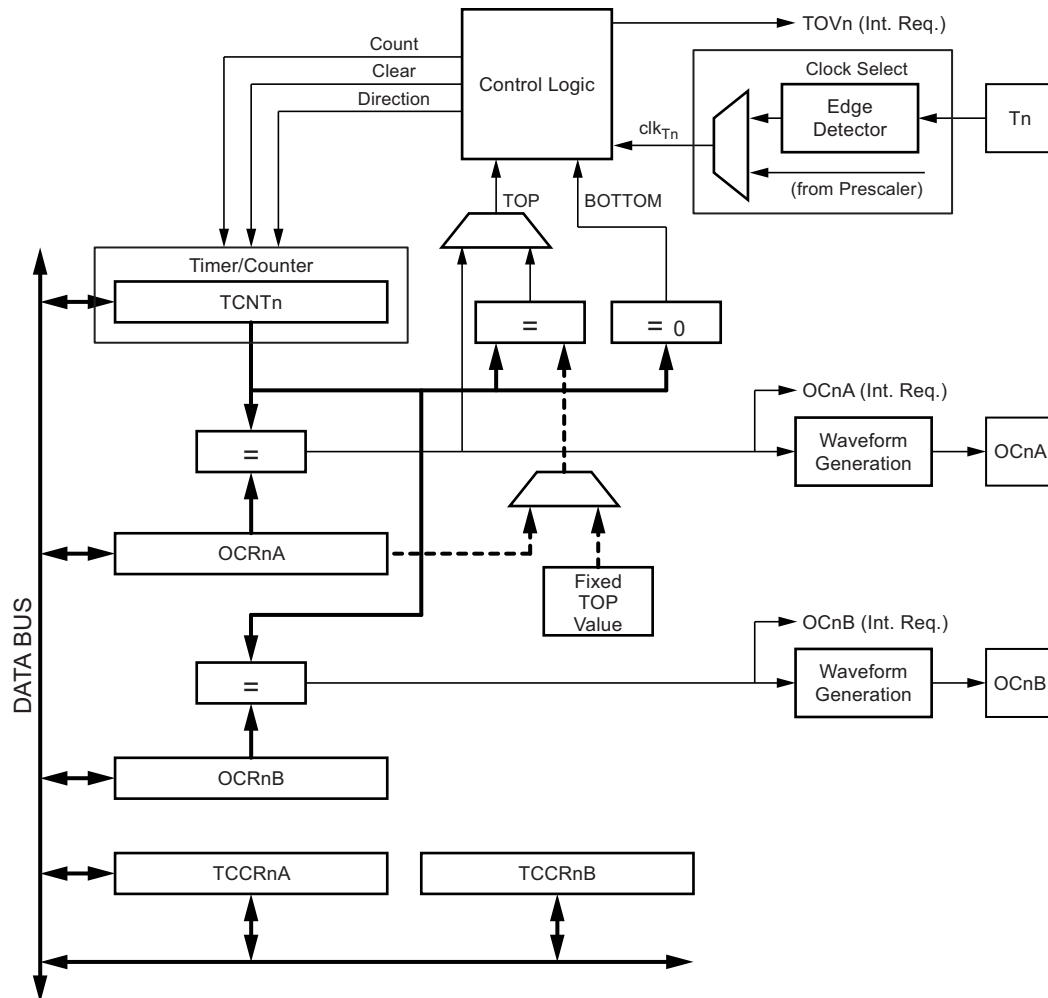 TOVn (Int. Req.)
Count
Clear
Direction
Control Logic
Clock Select
Edge
Detector
Tn
clkTn
(from Prescaler)
TOP
BOTTOM
Timer/Counter
TCNTn
=
= 0
OCnA (Int. Req.)
=
Waveform
Generation
OCnA
OCRnA
Fixed
TOP
Value
OCnB (Int. Req.)
=
Waveform
Generation
OCnB
DATA BUS
OCRnB
TCCRnA
TCCRnB